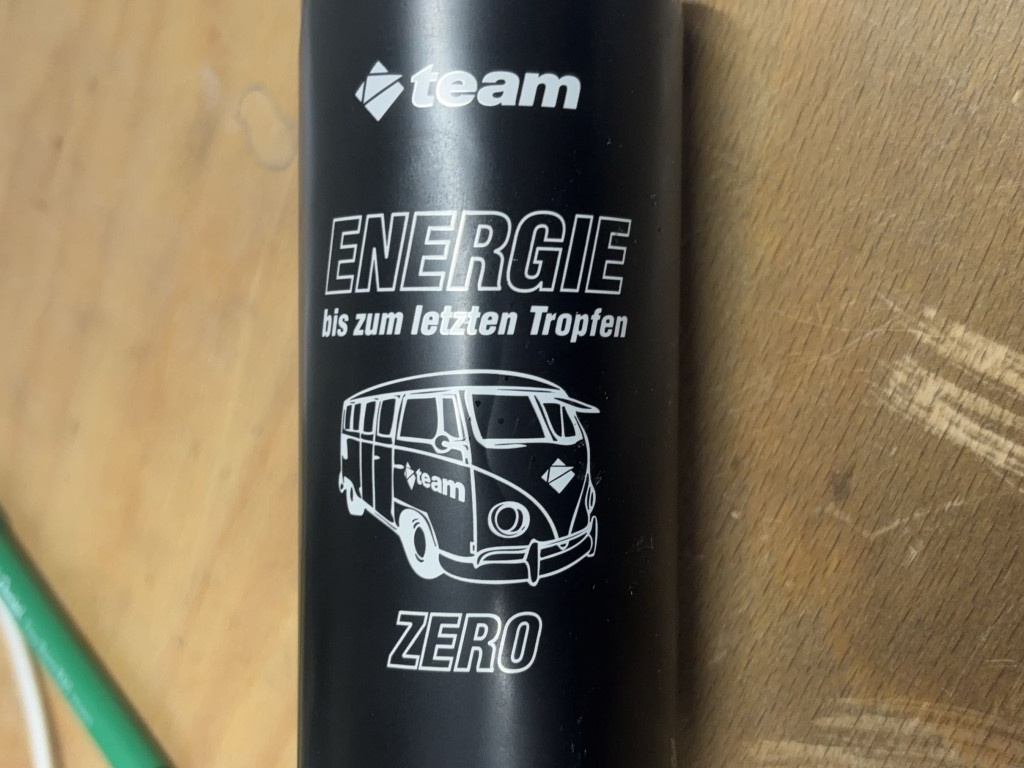 team
ENERGIE
bis zum letzten Tropfen
team
ZERO